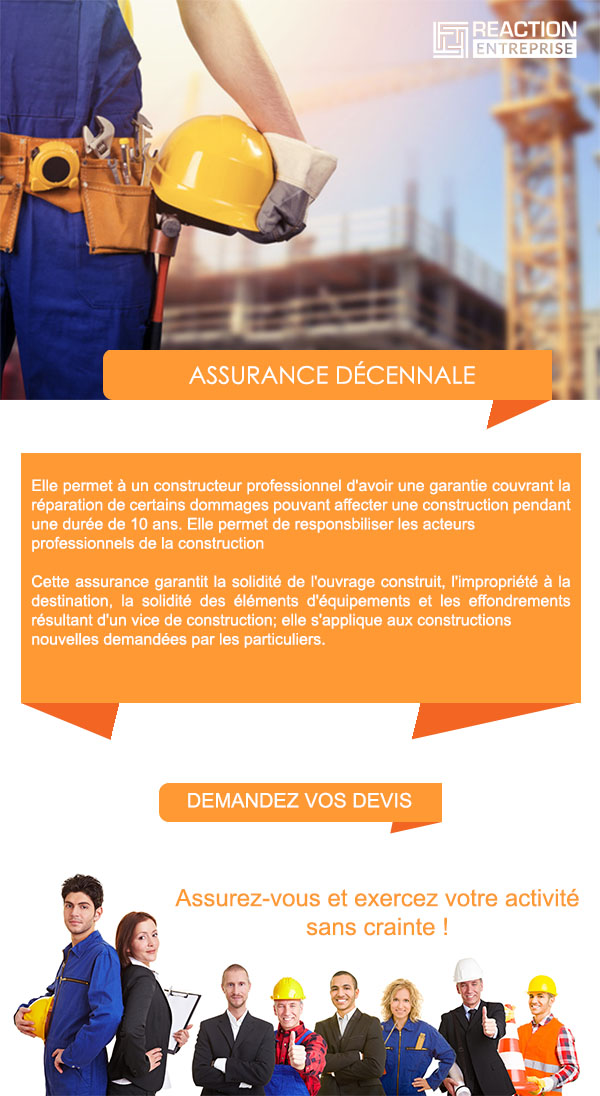 REACTION
ENTREPRISE
ASSURANCE DÉCENNALE
Elle permet à un constructeur professionnel d'avoir une garantie couvrant la
réparation de certains dommages pouvant affecter une construction pendant
une durée de 10 ans. Elle permet de responsbiliser les acteurs
professionnels de la construction
Cette assurance garantit la solidité de l'ouvrage construit, l'impropriété à la
destination, la solidité des éléments d'équipements et les effondrements
résultant d'un vice de construction; elle s'applique aux constructions
nouvelles demandées par les particuliers.
DEMANDEZ VOS DEVIS
Assurez-vous et exercez votre activité
sans crainte !